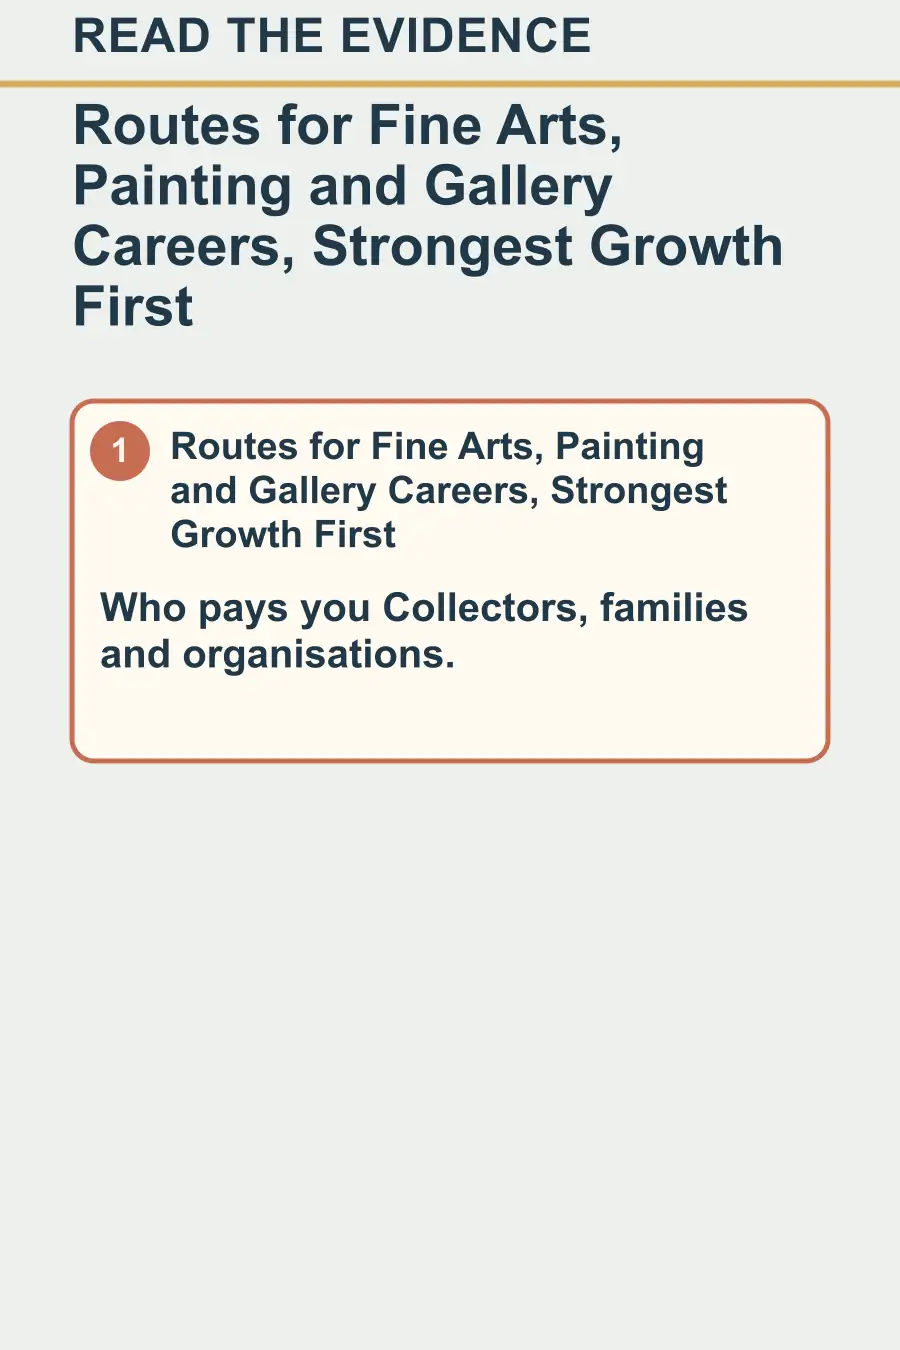 READ THE EVIDENCE
Routes for Fine Arts,
Painting and Gallery
Careers, Strongest Growth
First
1
Routes for Fine Arts, Painting
and Gallery Careers, Strongest
Growth First
Who pays you Collectors, families
and organisations.